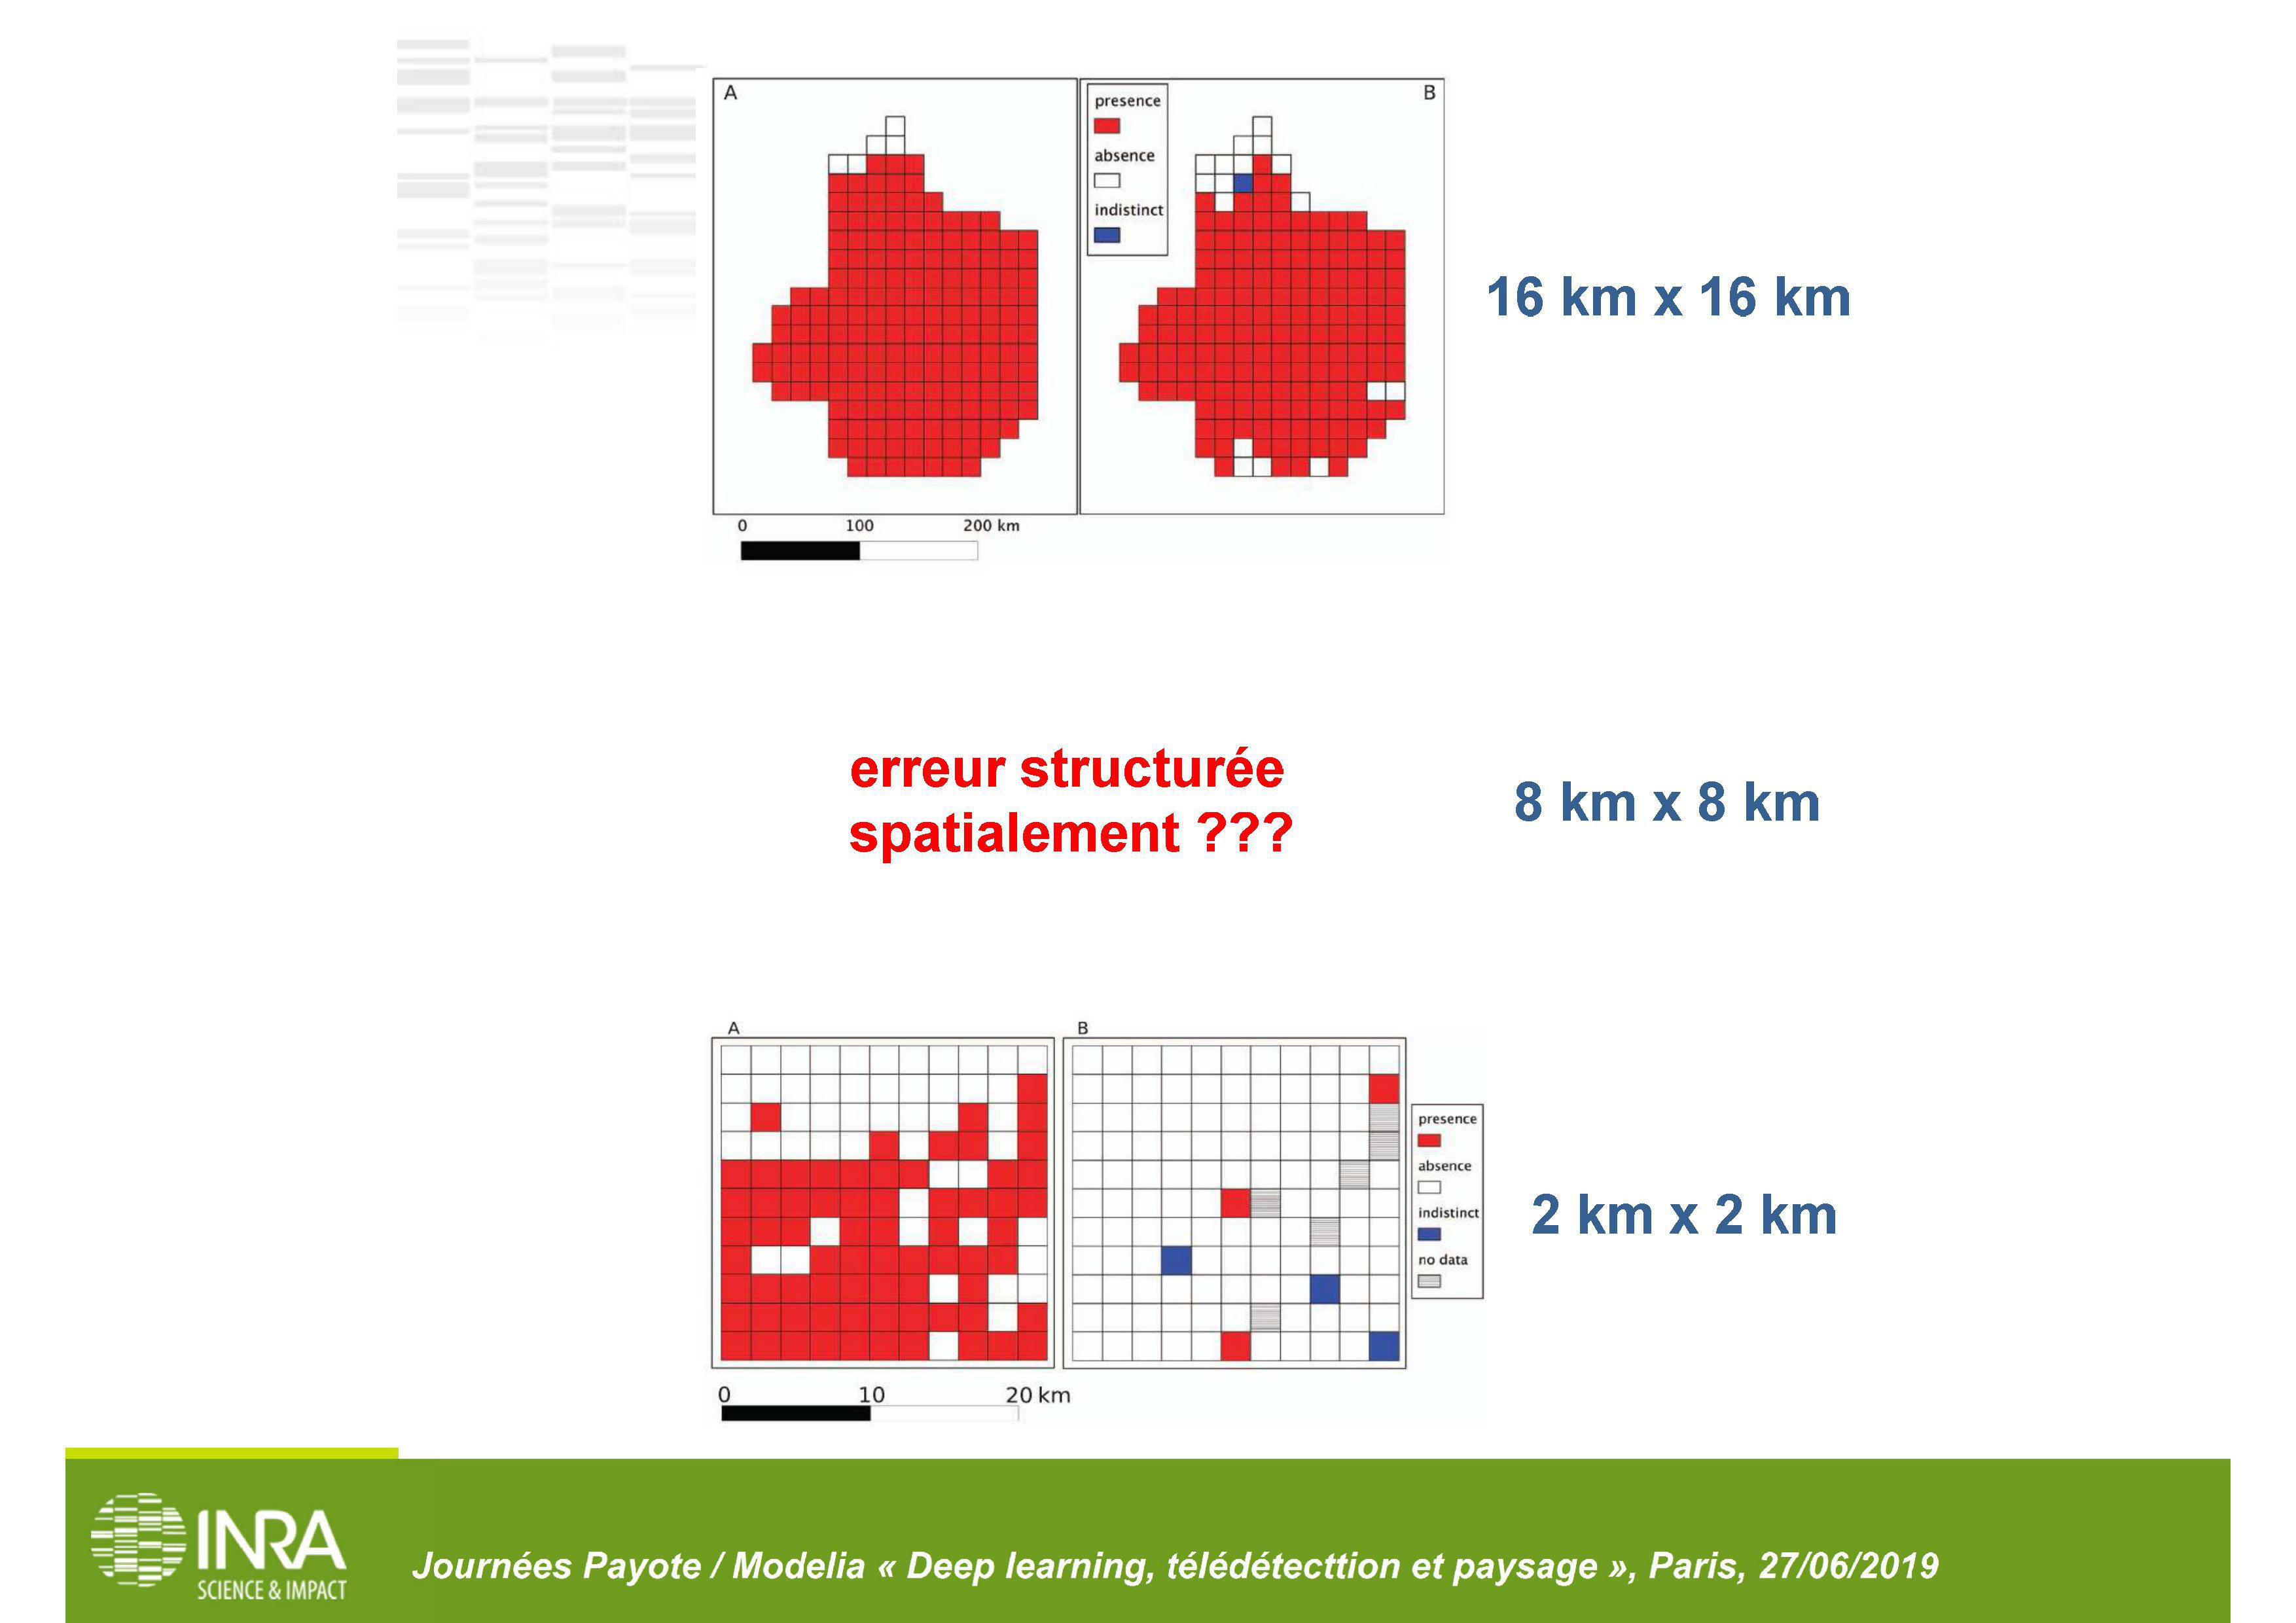 A
presence
absence
indistinct
B
16 km x 16 km
0 100 200 km
erreur structurée
spatialement ???
8 km x 8 km
A
B
presence
absence
indistinct
no data
2 km x 2 km
0 10 20 km
INRA
SCIENCE & IMPACT
Journées Payote / Modelia « Deep learning, télédétecttion et paysage », Paris, 27/06/2019